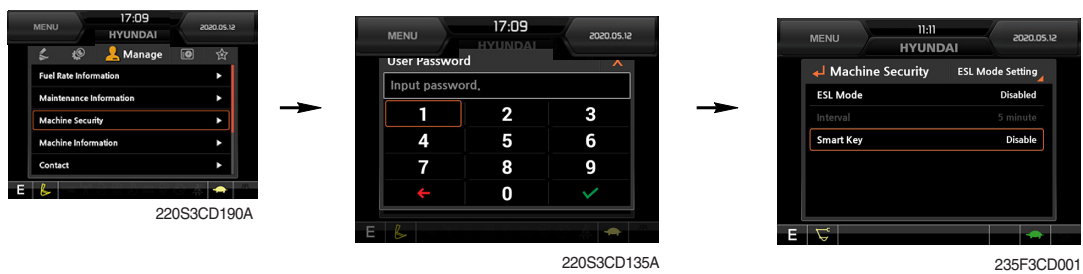 MENU
17:09
HYUNDAI
2020.05.12
Manage
Fuel Rate Information
Maintenance Information
Machine Security
Machine Information
Contact
E
220S3CD190A
MENU
17:09
HYUNDAI
2020.05.12
User Password
X
Input password.
1 2 3
4 5 6
7 8 9
0
E
220S3CD135A
MENU
11:11
HYUNDAI
2020.05.12
Machine Security ESL Mode Setting
ESL Mode Disabled
Interval 5 minute
Smart Key Disable
E
235F3CD001